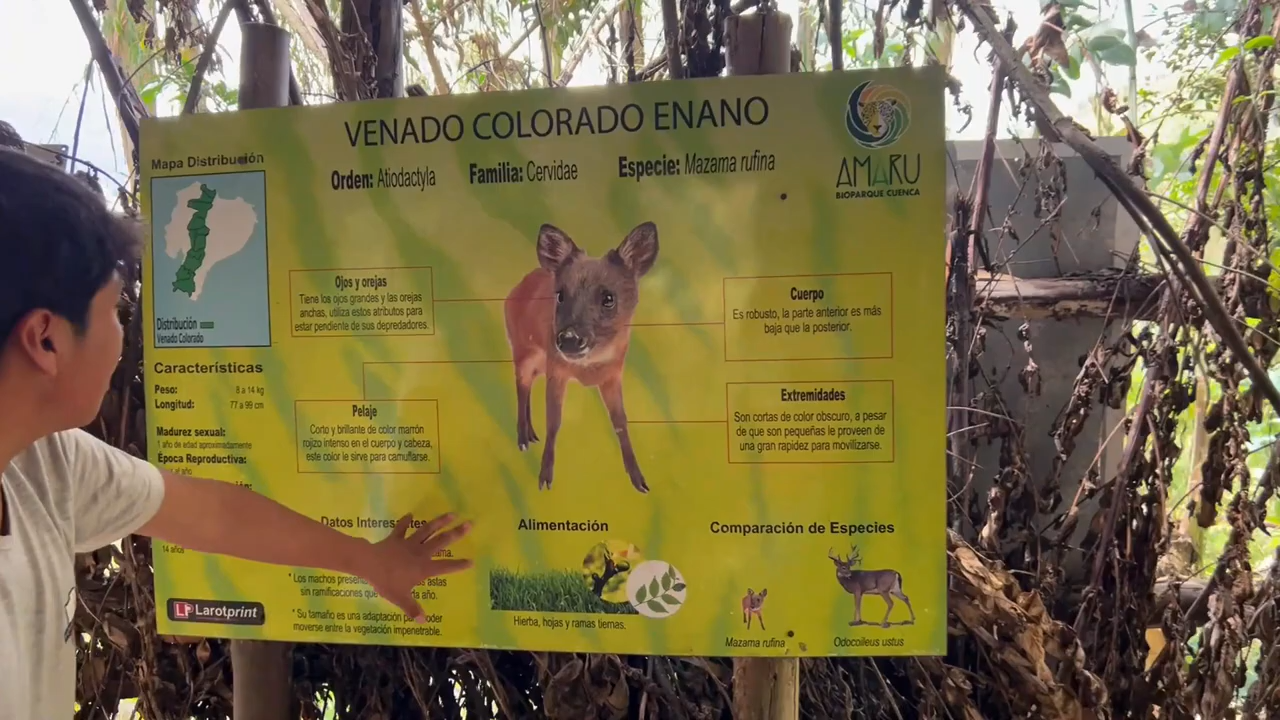 VENADO COLORADO ENANO
Orden: Atiodactyla
Familia: Cervidae
Especie: Mazama rufina
AMARU
BIOPARQUE CUENCA
Mapa Distribución
Distribución
Venado Colorado
Características
Peso: 8 a 14 kg
Longitud: 77 a 98 cm
Madurez sexual:
1 año de edad aproximadamente
Época Reproductiva:
al año
14 años
Larotprint
Ojos y orejas
Tiene los ojos grandes y las orejas
anchas, utiliza estos atributos para
estar pendiente de sus depredadores.
Pelaje
Corto y brillante de color marrón
rojizo intenso en el cuerpo y cabeza,
este color le sirve para camuflarse.
Cuerpo
Es robusto, la parte anterior es más
baja que la posterior.
Extremidades
Son cortas de color obscuro, a pesar
de que son pequeñas le proveen de
una gran rapidez para movilizarse.
Datos Interesantes
* Los machos astas
sin ramificaciones que año.
* Su tamaño es una adaptación poder
moverse entre la vegetación impenetrable.
Alimentación
Hierba, hojas y ramas tiernas.
Comparación de Especies
Mazama rufina
Odocoileus ustus